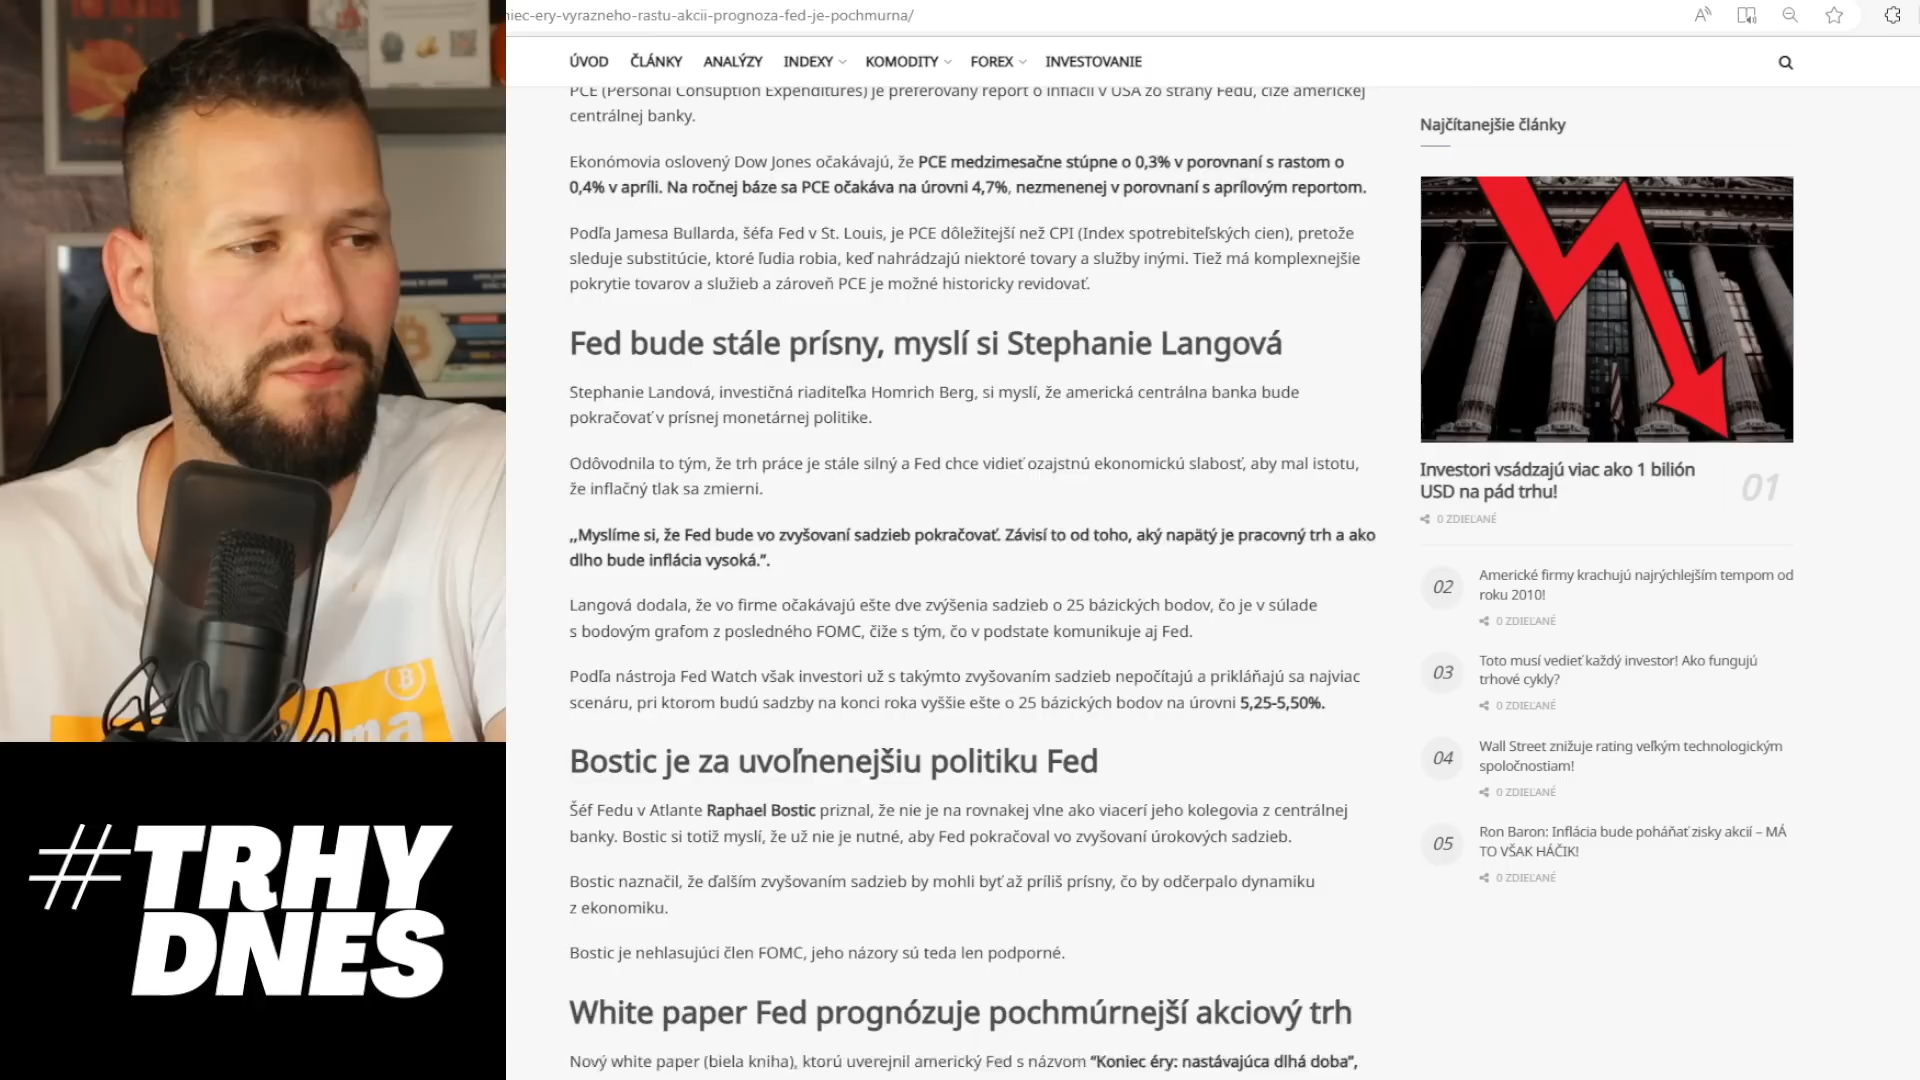 niec-ery-vyrazneho-rastu-akcii-prognoza-fed-je-pochmurna/
ÚVOD ČLÁNKY ANALÝZY INDEXY KOMODITY FOREX INVESTOVANIE
PCE (Personal Consuption Expenditures) je preferovaný report o inflácii v USA zo strany Fedu, čiže americkej
centrálnej banky.
Ekonómovia oslovený Dow Jones očakávajú, že PCE medzimesačne stúpne o 0,3% v porovnaní s rastom o
0,4% v apríli. Na ročnej báze sa PCE očakáva na úrovni 4,7%, nezmenenej v porovnaní s aprílovým reportom.
Podľa Jamesa Bullarda, šéfa Fed v St. Louis, je PCE dôležitejší než CPI (Index spotrebiteľských cien), pretože
sleduje substitúcie, ktoré ľudia robia, keď nahrádzajú niektoré tovary a služby inými. Tiež má komplexnejšie
pokrytie tovarov a služieb a zároveň PCE je možné historicky revidovať.
Fed bude stále prísny, myslí si Stephanie Langová
Stephanie Landová, investičná riaditeľka Homrich Berg, si myslí, že americká centrálna banka bude
pokračovať v prísnej monetárnej politike.
Odôvodnila to tým, že trh práce je stále silný a Fed chce vidieť ozajstnú ekonomickú slabosť, aby mal istotu,
že inflačný tlak sa zmierni.
„Myslíme si, že Fed bude vo zvyšovaní sadzieb pokračovať. Závisí to od toho, aký napätý je pracovný trh a ako
dlho bude inflácia vysoká.”.
Langová dodala, že vo firme očakávajú ešte dve zvýšenia sadzieb o 25 bázických bodov, čo je v súlade
s bodovým grafom z posledného FOMC, čiže s tým, čo v podstate komunikuje aj Fed.
Podľa nástroja Fed Watch však investori už s takýmto zvyšovaním sadzieb nepočítajú a prikláňajú sa najviac
scenáru, pri ktorom budú sadzby na konci roka vyššie ešte o 25 bázických bodov na úrovni 5,25-5,50%.
Bostic je za uvoľnenejšiu politiku Fed
Šéf Fedu v Atlante Raphael Bostic priznal, že nie je na rovnakej vlne ako viacerí jeho kolegovia z centrálnej
banky. Bostic si totiž myslí, že už nie je nutné, aby Fed pokračoval vo zvyšovaní úrokových sadzieb.
Bostic naznačil, že ďalším zvyšovaním sadzieb by mohli byť až príliš prísny, čo by odčerpalo dynamiku
z ekonomiku.
Bostic je nehlasujúci člen FOMC, jeho názory sú teda len podporné.
White paper Fed prognózuje pochmúrnejší akciový trh
Nový white paper (biela kniha), ktorú uverejnil americký Fed s názvom “Koniec éry: nastávajúca dlhá doba“,
Najčítanejšie články
Investori vsádzajú viac ako 1 bilión
USD na pád trhu!
01
0 ZDIEĽANÉ
02
Americké firmy krachujú najrýchlejším tempom od
roku 2010!
0 ZDIEĽANÉ
03
Toto musí vedieť každý investor! Ako fungujú
trhové cykly?
0 ZDIEĽANÉ
04
Wall Street znižuje rating veľkým technologickým
spoločnostiam!
0 ZDIEĽANÉ
05
Ron Baron: Inflácia bude poháňať zisky akcií – MÁ
TO VŠAK HÁČIK!
0 ZDIEĽANÉ
#TRHY
DNES